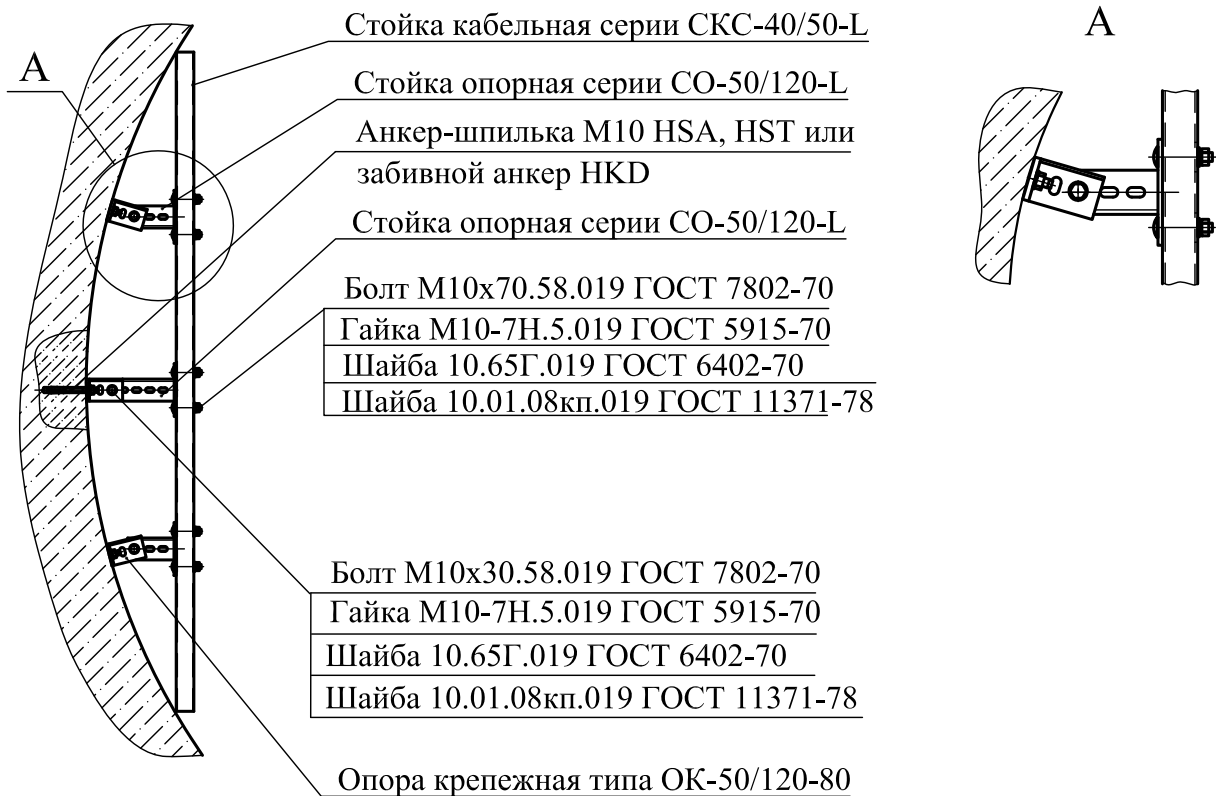 Стойка кабельная серии СКС-40/50-L
А
А
Стойка опорная серии СО-50/120-L
Анкер-шпилька М10 HSA, HST или
забивной анкер HKD
Стойка опорная серии СО-50/120-L
Болт М10х70.58.019 ГОСТ 7802-70
Гайка М10-7Н.5.019 ГОСТ 5915-70
Шайба 10.65Г.019 ГОСТ 6402-70
Шайба 10.01.08кп.019 ГОСТ 11371-78
Болт М10х30.58.019 ГОСТ 7802-70
Гайка М10-7Н.5.019 ГОСТ 5915-70
Шайба 10.65Г.019 ГОСТ 6402-70
Шайба 10.01.08кп.019 ГОСТ 11371-78
Опора крепежная типа ОК-50/120-80